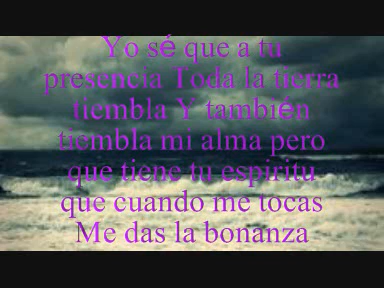 Yo sé que a tu
presencia Toda la tierra
tiembla Y también
tiembla mi alma pero
que tiene tu espiritu
que cuando me tocas
Me das la bonanza